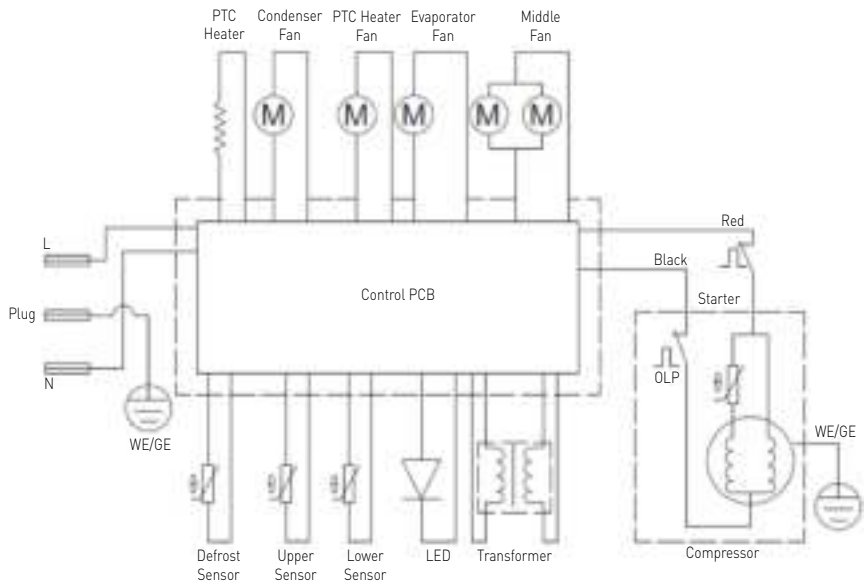 PTC
Heater
Condenser
Fan
PTC Heater
Fan
Evaporator
Fan
Middle
Fan
M
M
M
M
M
L
Plug
N
WE/GE
Control PCB
Red
Black
Starter
OLP
WE/GE
Compressor
Defrost
Sensor
Upper
Sensor
Lower
Sensor
LED
Transformer